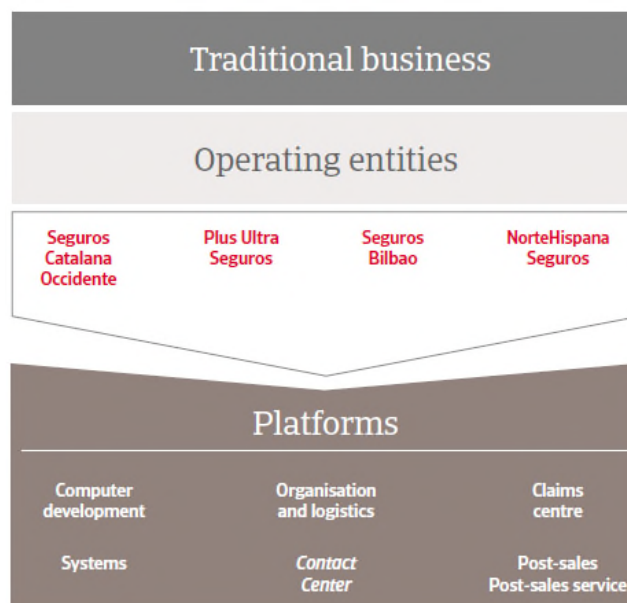 Traditional business
Operating entities
Seguros
Catalana
Occidente
Plus Ultra
Seguros
Seguros
Bilbao
NorteHispana
Seguros
Platforms
Computer
development
Organisation
and logistics
Claims
centre
Systems
Contact
Center
Post-sales
Post-sales service